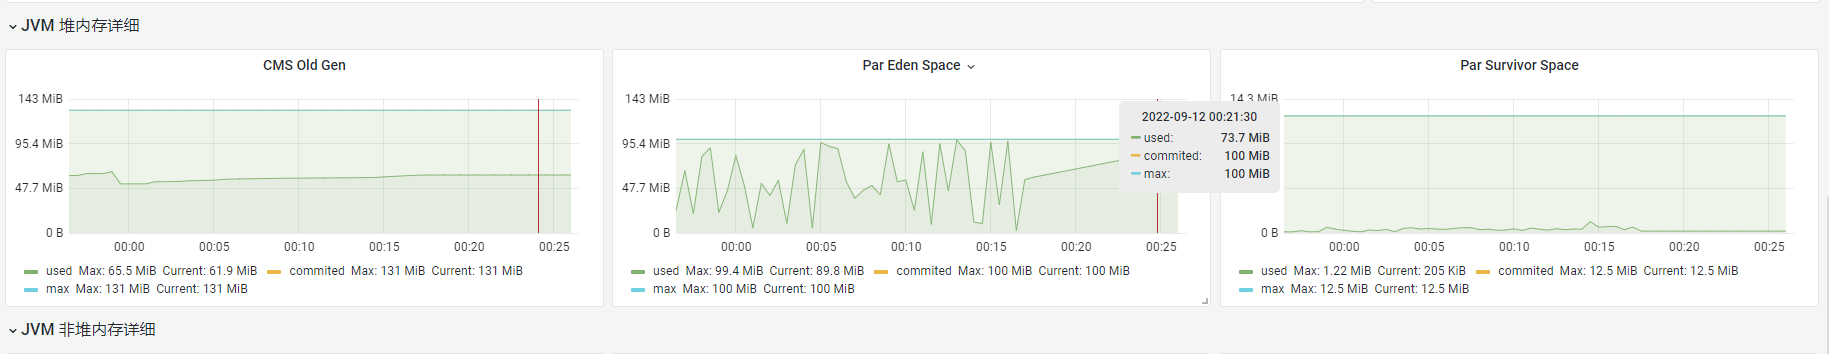 JVM 堆内存详细
CMS Old Gen
143 MiB
95.4 MiB
47.7 MiB
0 B
00:00 00:05 00:10 00:15 00:20 00:25
used Max: 65.5 MiB Current: 61.9 MiB commited Max: 131 MiB Current: 131 MiB
max Max: 131 MiB Current: 131 MiB
Par Eden Space
143 MiB
95.4 MiB
47.7 MiB
0 B
00:00 00:05 00:10 00:15 00:20 00:25
used Max: 99.4 MiB Current: 89.8 MiB commited Max: 100 MiB Current: 100 MiB
max Max: 100 MiB Current: 100 MiB
2022-09-12 00:21:30
used: 73.7 MiB
commited: 100 MiB
max: 100 MiB
Par Survivor Space
14.3 MiB
0 B
00:00 00:05 00:10 00:15 00:20 00:25
used Max: 1.22 MiB Current: 205 KiB commited Max: 12.5 MiB Current: 12.5 MiB
max Max: 12.5 MiB Current: 12.5 MiB
JVM 非堆内存详细